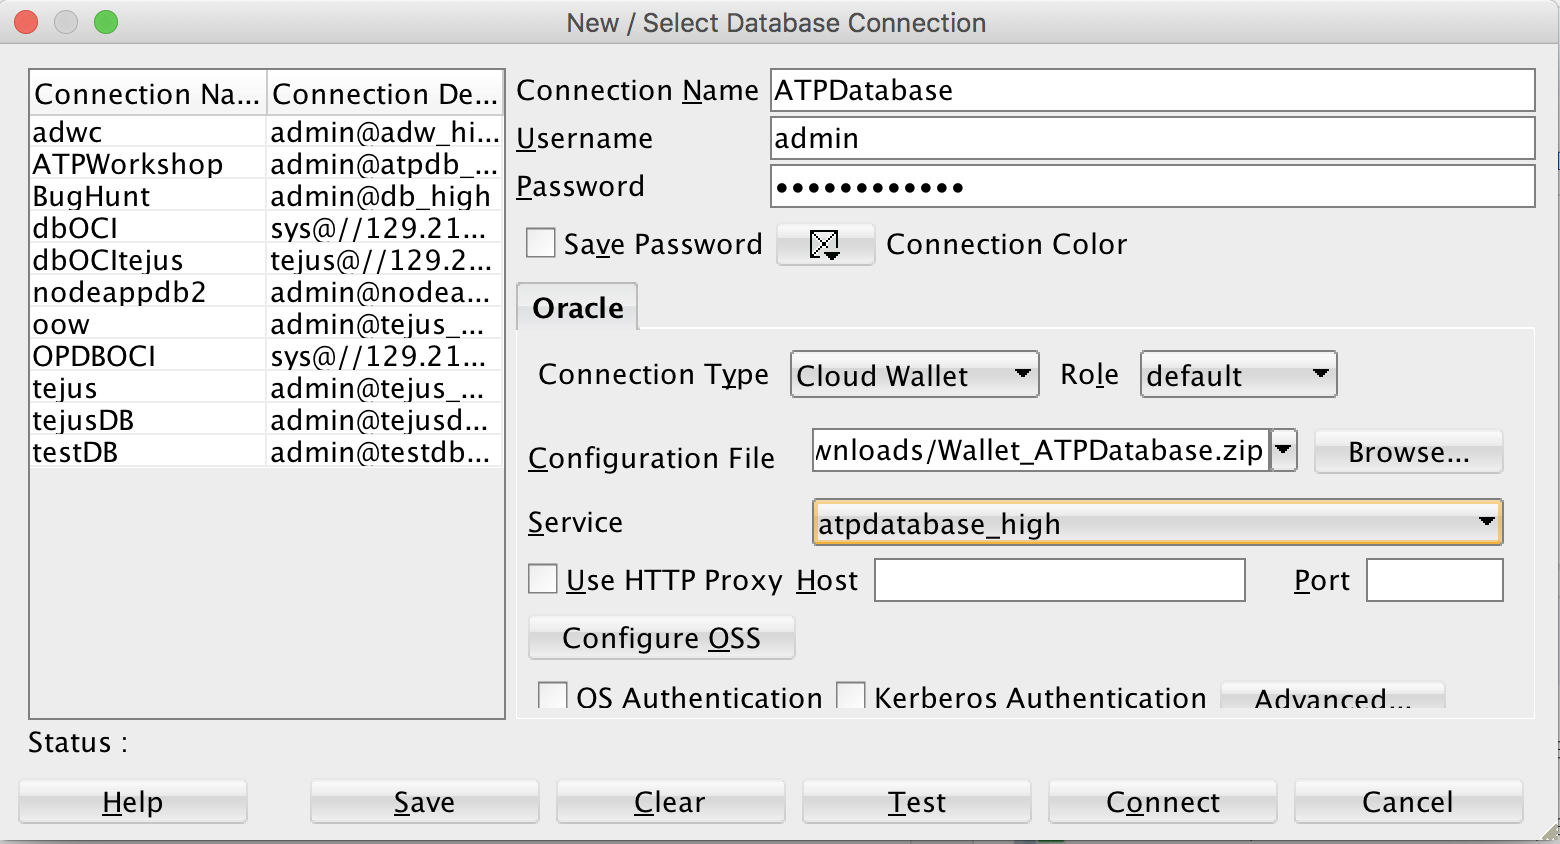 New / Select Database Connection
Connection Na... Connection De...
adwc admin@adw_hi...
ATPWorkshop admin@atpdb_...
BugHunt admin@db_high
dbOCI sys@//129.21...
dbOCItejus tejus@//129.2...
nodeappdb2 admin@nodea...
oow admin@tejus_...
OPDBOCI sys@//129.21...
tejus admin@tejus_...
tejusDB admin@tejusd...
testDB admin@testdb...
Connection Name ATPDatabase
Username admin
Password ••••••••••••
Save Password Connection Color
Oracle
Connection Type Cloud Wallet Role default
Configuration File wnloads/Wallet_ATPDatabase.zip Browse...
Service atpdatabase_high
Use HTTP Proxy Host Port
Configure OSS
OS Authentication Kerberos Authentication Advanced...
Status :
Help Save Clear Test Connect Cancel